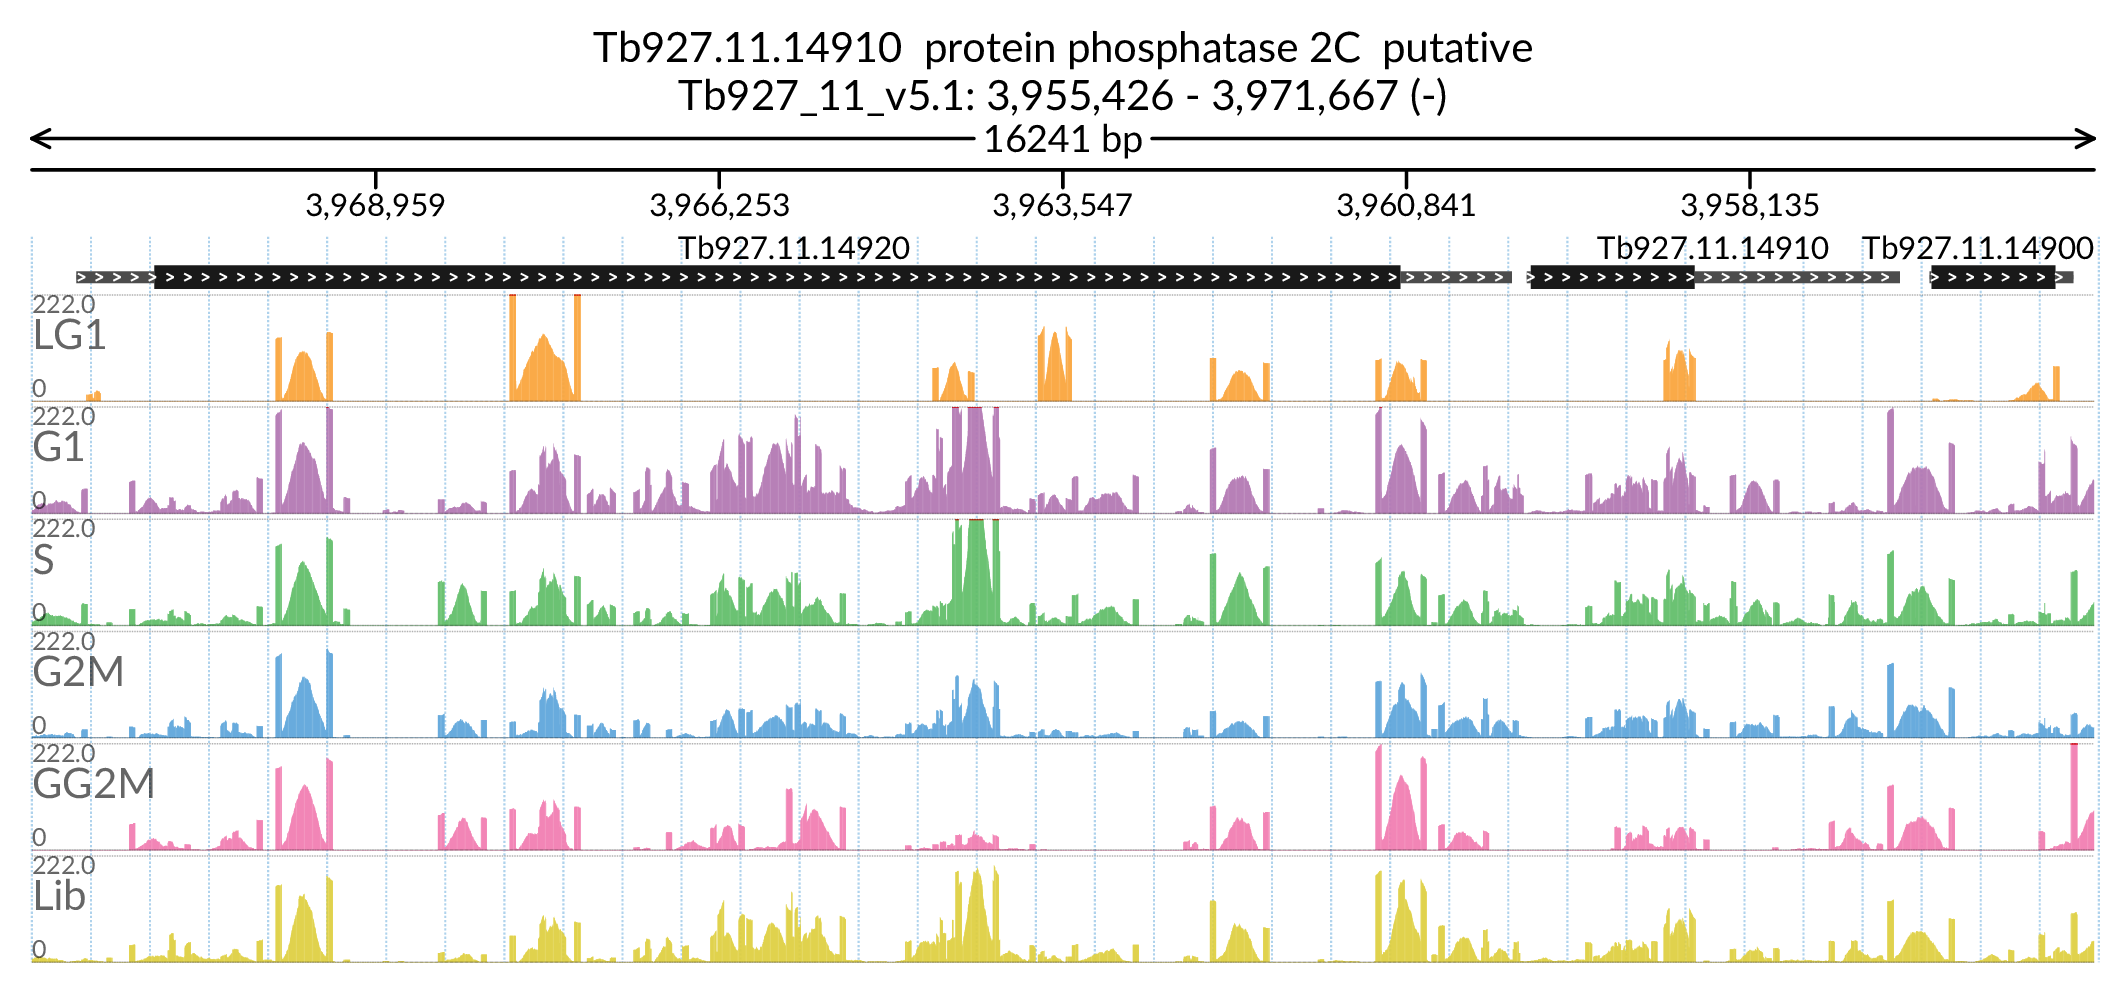 Tb927.11.14910  protein phosphatase 2C  putative
Tb927_11_v5.1: 3,955,426 - 3,971,667 (-)
16241 bp
3,968,959 3,966,253 3,963,547 3,960,841 3,958,135
Tb927.11.14920 Tb927.11.14910 Tb927.11.14900
222.0
LG1
0
222.0
G1
0
222.0
S
0
222.0
G2M
0
222.0
GG2M
0
222.0
Lib
0